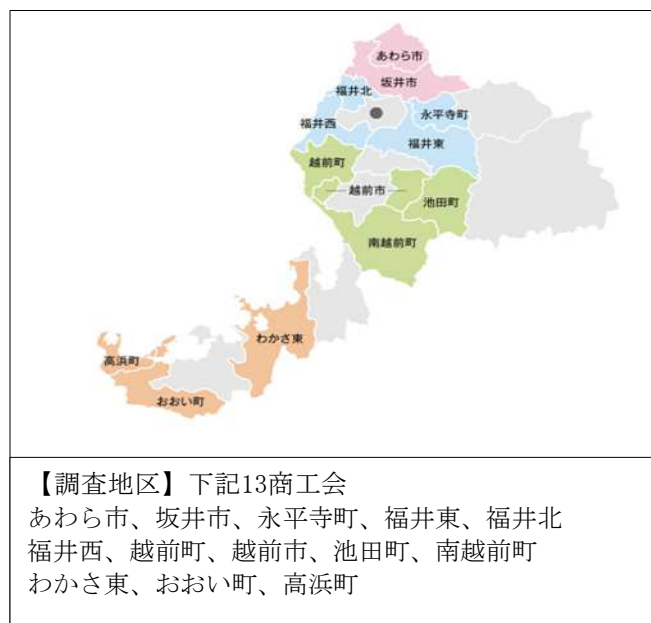 あわら市
坂井市
福井北
永平寺町
福井西
福井東
越前町
越前市
池田町
南越前町
わかさ東
高浜町
おおい町
【調査地区】下記13商工会
あわら市、坂井市、永平寺町、福井東、福井北
福井西、越前町、越前市、池田町、南越前町
わかさ東、おおい町、高浜町